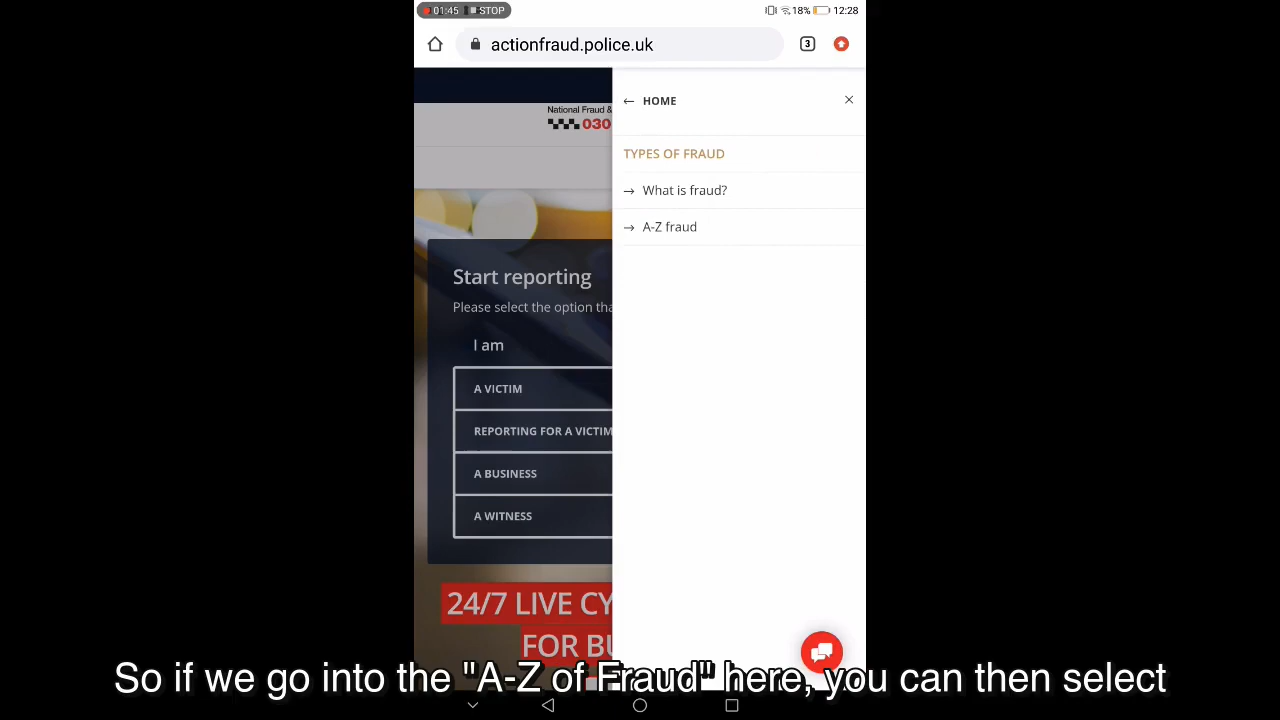 01:45 STOP
18% 12:28
actionfraud.police.uk
3
National Fraud &
030
HOME
TYPES OF FRAUD
What is fraud?
A-Z fraud
Start reporting
Please select the option tha
I am
A VICTIM
REPORTING FOR A VICTIM
A BUSINESS
A WITNESS
24/7 LIVE CY
FOR BU
So if we go into the "A-Z of Fraud" here, you can then select